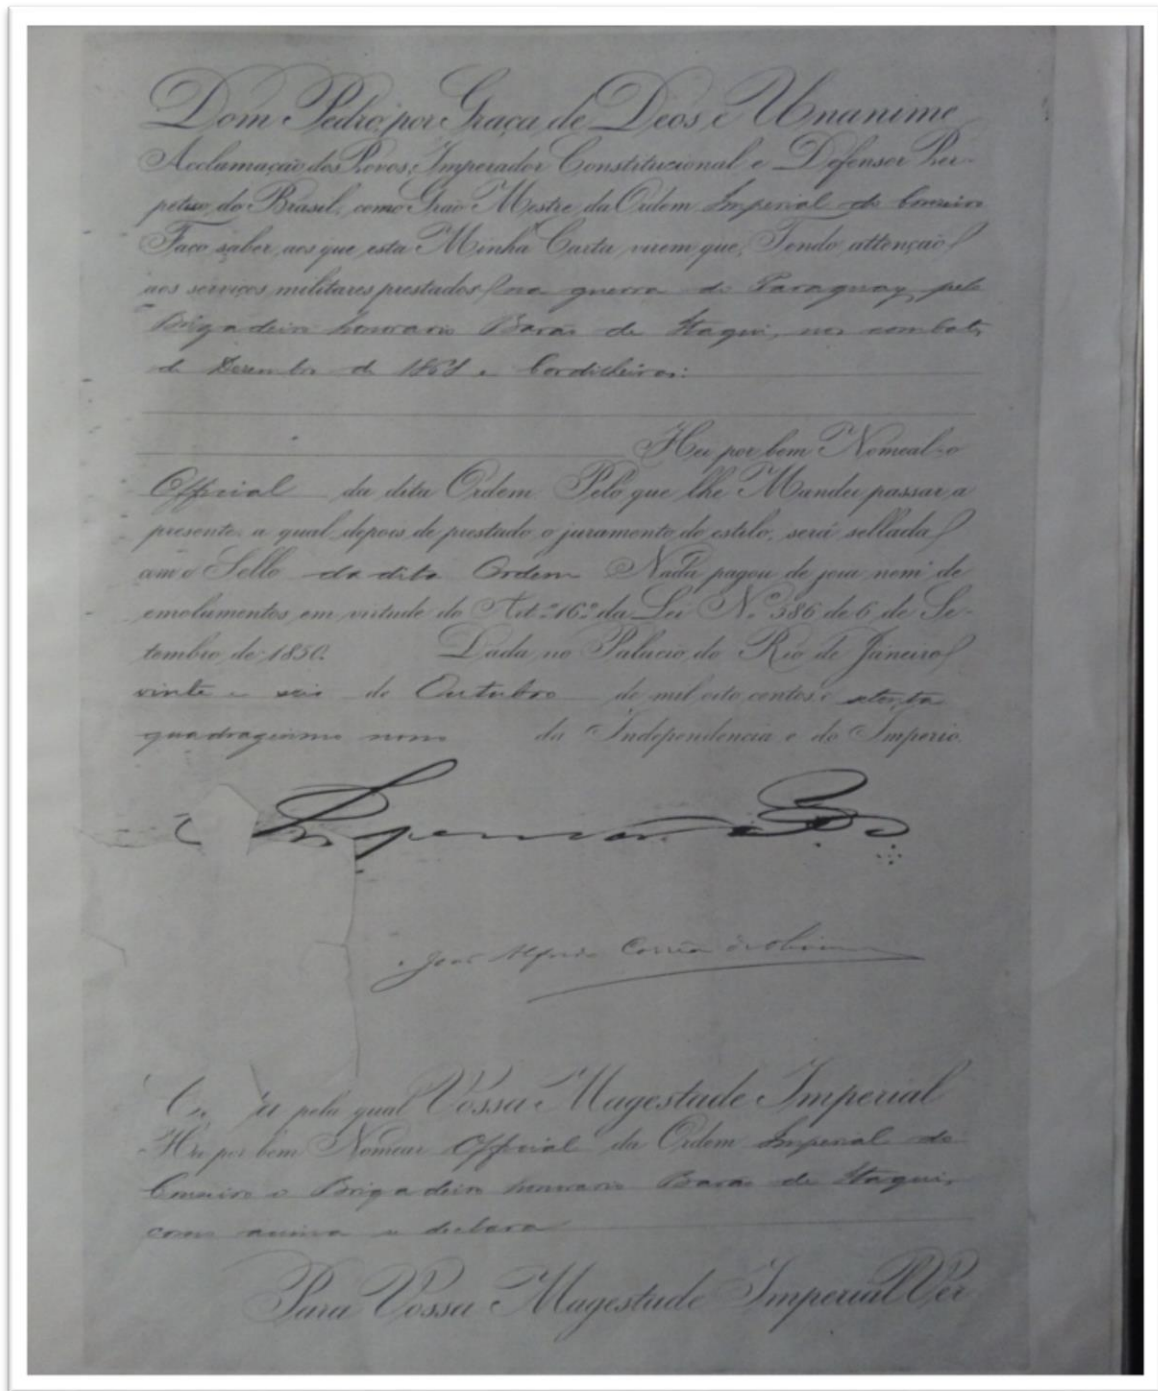 Dom Pedro, por Graça de Deos, e Unanime
Acclamação dos Povos, Imperador Constitucional e Defensor Per-
petuo do Brasil, como Grão Mestre da Ordem Imperial do Cruzeiro
Faço saber aos que esta Minha Carta virem que, Tendo attenção
aos serviços militares prestados na guerra do Paraguay, pelo
Brigadeiro honorario Barão de Itaqui, nos combates
de Dezembro de e Cordilheiras:
Hei por bem Nomeal-o
Official da dita Ordem Pelo que lhe Mandei passar a
presente, a qual depois de prestado o juramento do estilo, será sellada
com o Sello da dita Ordem Nada pagou de joia nem de
emolumentos em virtude do Art.º 16º da Lei N.º 586 de 6 de Se-
tembro de 1850. Dada no Palacio do Rio de Janeiro
vinte e seis de Outubro de mil oito centos e setenta
quadragesimo nono da Independencia e do Imperio.
Imperador
João Alfredo Corrêa de Oliveira
pela qual Vossa Magestade Imperial
Ha por bem Nomear Official da Ordem Imperial do
Cruzeiro o Brigadeiro honorario Barão de Itaqui,
como acima se declara
Para Vossa Magestade Imperial Ver